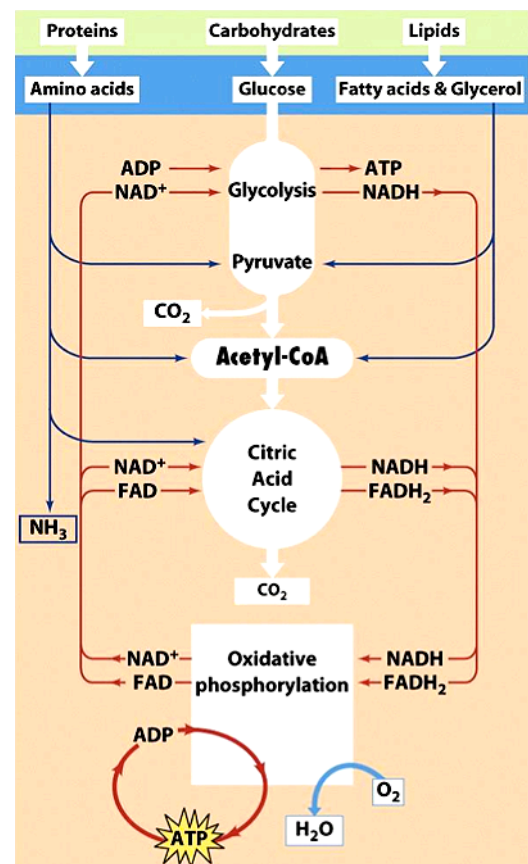 Proteins
Carbohydrates
Lipids
Amino acids
Glucose
Fatty acids & Glycerol
ADP
ATP
NAD⁺
Glycolysis
NADH
Pyruvate
CO₂
Acetyl-CoA
Citric
Acid
Cycle
NAD⁺
NADH
FAD
FADH₂
NH₃
CO₂
NAD⁺
Oxidative
phosphorylation
NADH
FAD
FADH₂
ADP
ATP
O₂
H₂O